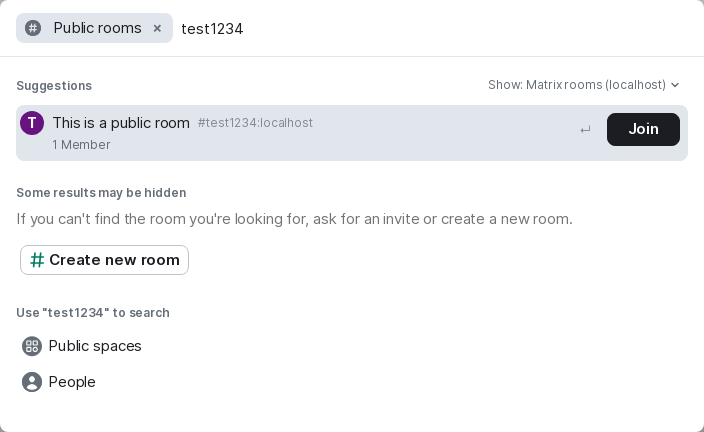 Public rooms × test1234
Suggestions
Show: Matrix rooms (localhost)
T This is a public room #test1234:localhost
1 Member
Join
Some results may be hidden
If you can't find the room you're looking for, ask for an invite or create a new room.
# Create new room
Use "test1234" to search
Public spaces
People